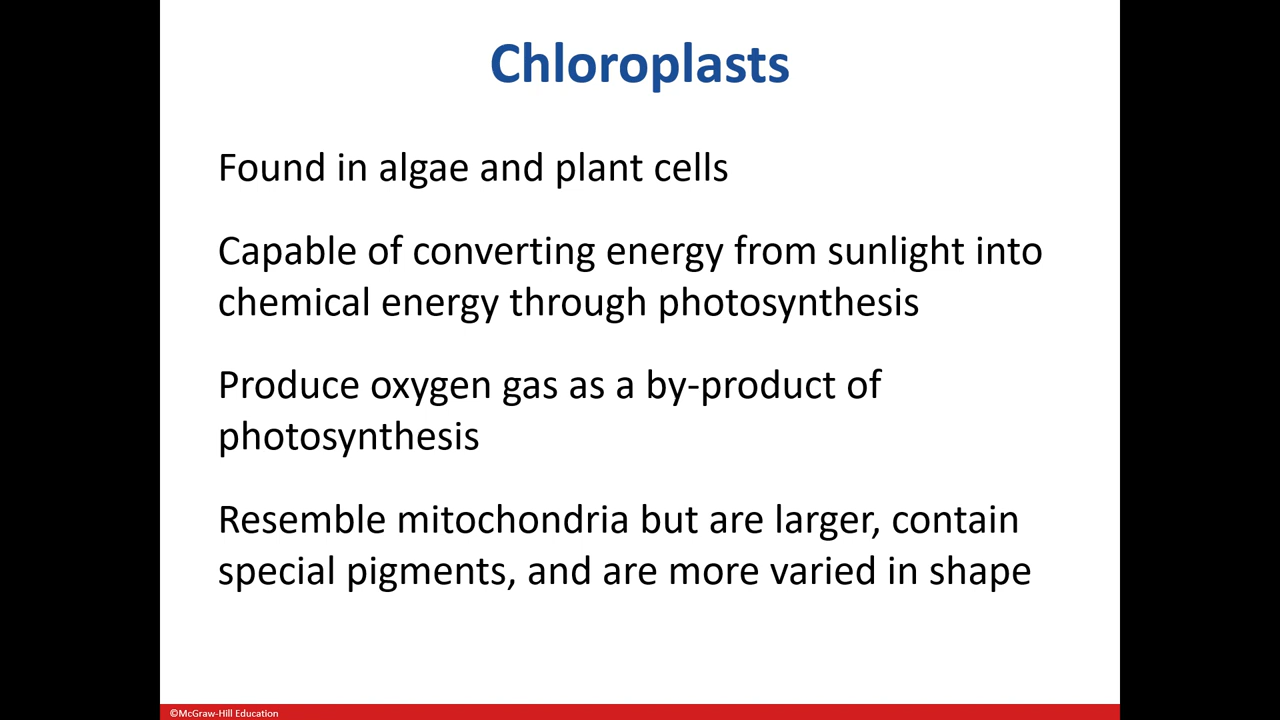 Chloroplasts
Found in algae and plant cells
Capable of converting energy from sunlight into
chemical energy through photosynthesis
Produce oxygen gas as a by-product of
photosynthesis
Resemble mitochondria but are larger, contain
special pigments, and are more varied in shape
©McGraw-Hill Education